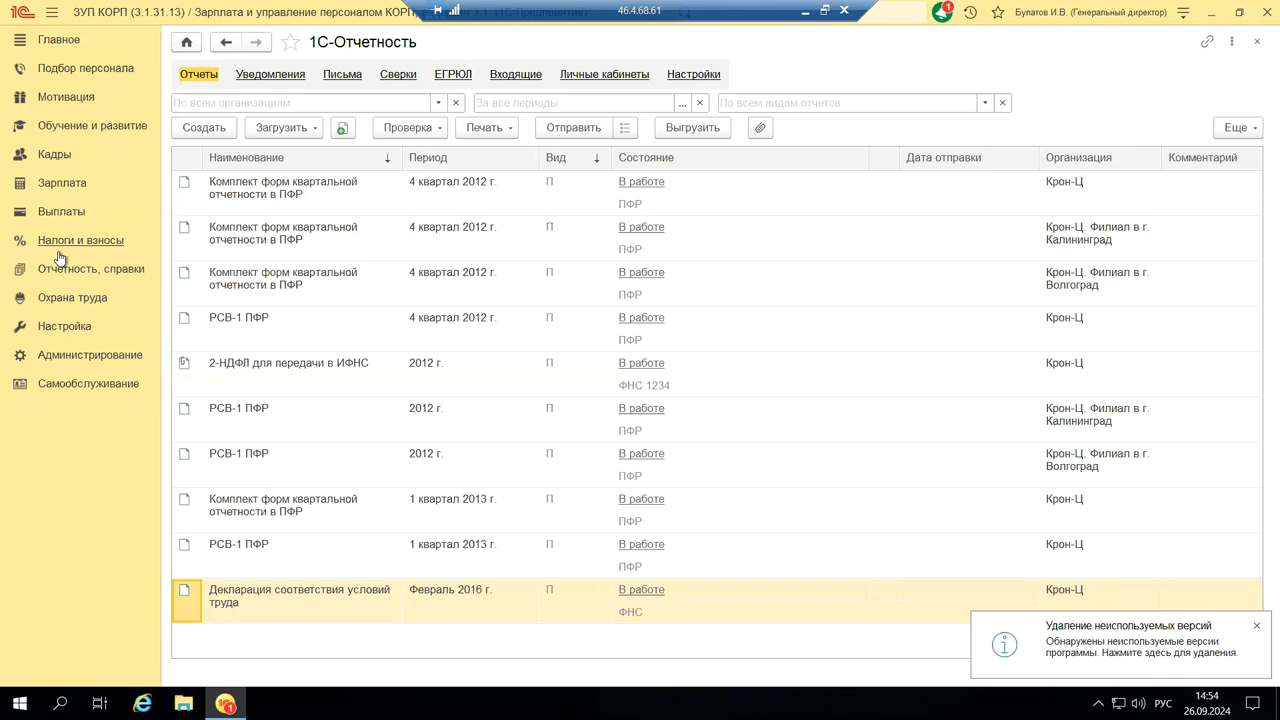 ЗУП КОРП (3.1.31.13) / Зарплата и управление персоналом КОРП, (1С:Предприятие)
46.4.68.61
1
Булатов И.В. (Генеральный директор)
Главное
Подбор персонала
Мотивация
Обучение и развитие
Кадры
Зарплата
Выплаты
Налоги и взносы
Отчетность, справки
Охрана труда
Настройка
Администрирование
Самообслуживание
1С-Отчетность
Отчеты Уведомления Письма Сверки ЕГРЮЛ Входящие Личные кабинеты Настройки
По всем организациям За все периоды ... По всем видам отчетов
Создать Загрузить Проверка Печать Отправить Выгрузить Еще
Наименование Период Вид Состояние Дата отправки Организация Комментарий
Комплект форм квартальной отчетности в ПФР 4 квартал 2012 г. П В работе Крон-Ц
ПФР
Комплект форм квартальной отчетности в ПФР 4 квартал 2012 г. П В работе Крон-Ц. Филиал в г. Калининград
ПФР
Комплект форм квартальной отчетности в ПФР 4 квартал 2012 г. П В работе Крон-Ц. Филиал в г. Волгоград
ПФР
РСВ-1 ПФР 4 квартал 2012 г. П В работе Крон-Ц
ПФР
2-НДФЛ для передачи в ИФНС 2012 г. П В работе Крон-Ц
ФНС 1234
РСВ-1 ПФР 2012 г. П В работе Крон-Ц. Филиал в г. Калининград
ПФР
РСВ-1 ПФР 2012 г. П В работе Крон-Ц. Филиал в г. Волгоград
ПФР
Комплект форм квартальной отчетности в ПФР 1 квартал 2013 г. П В работе Крон-Ц
ПФР
РСВ-1 ПФР 1 квартал 2013 г. П В работе Крон-Ц
ПФР
Декларация соответствия условий труда Февраль 2016 г. П В работе Крон-Ц
ФНС
Удаление неиспользуемых версий
Обнаружены неиспользуемые версии
программы. Нажмите здесь для удаления.
1
РУС
14:54
26.09.2024